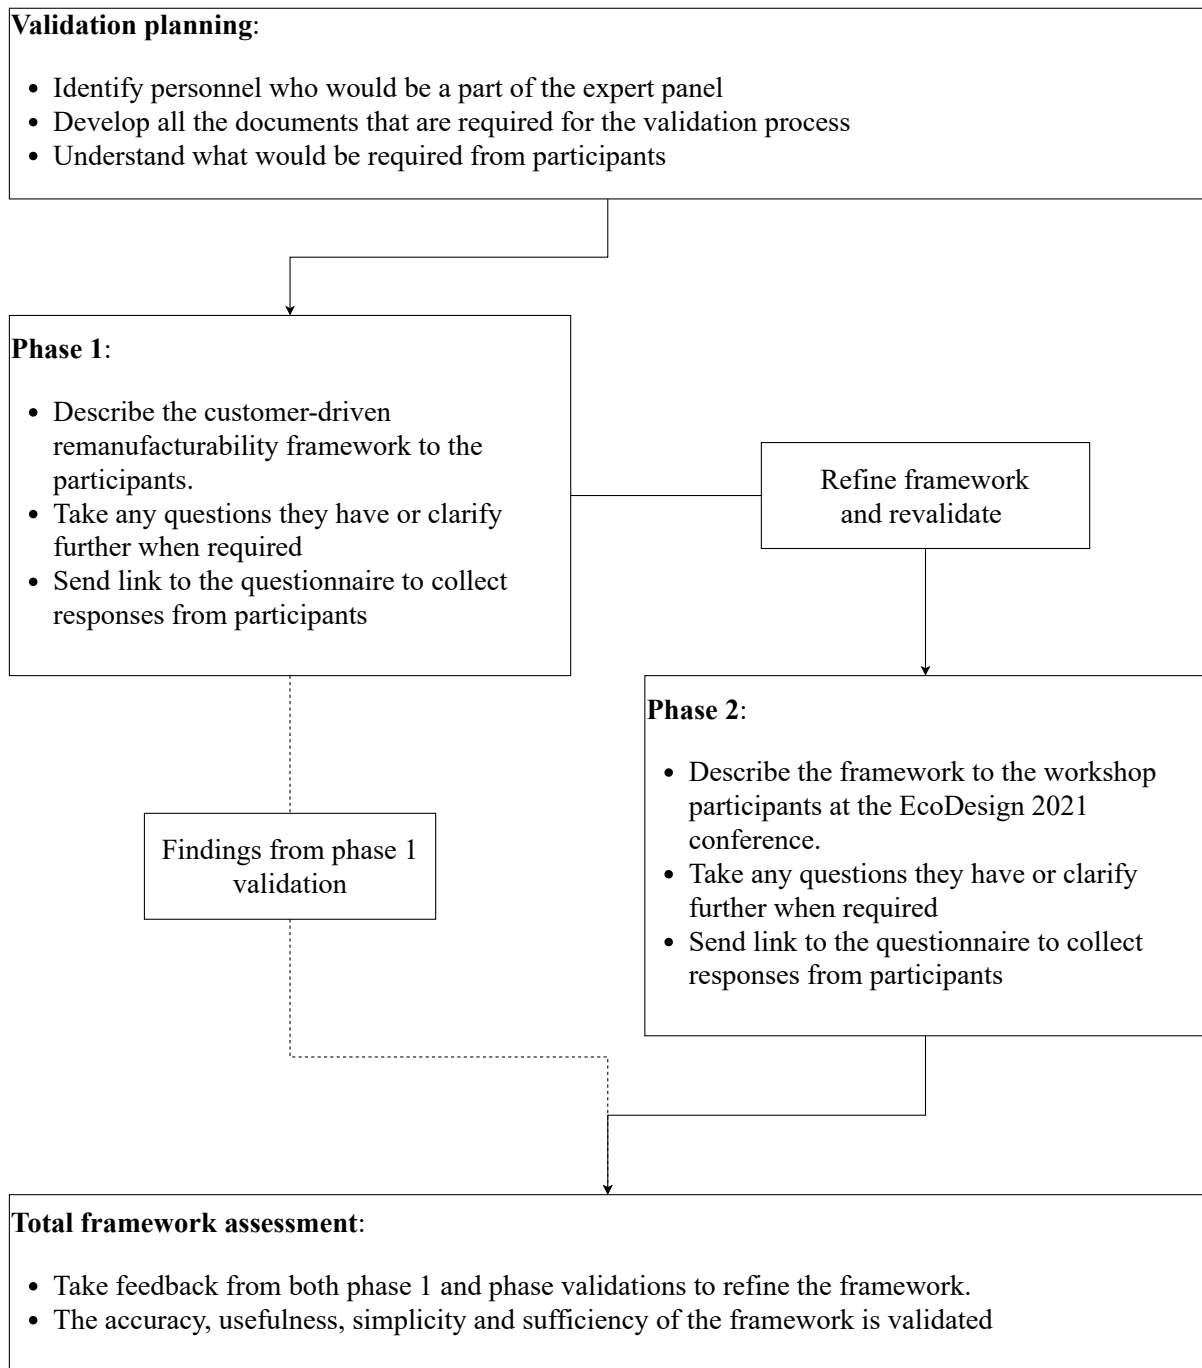 Validation planning:
• Identify personnel who would be a part of the expert panel
• Develop all the documents that are required for the validation process
• Understand what would be required from participants
Phase 1:
• Describe the customer-driven
remanufacturability framework to the
participants.
• Take any questions they have or clarify
further when required
• Send link to the questionnaire to collect
responses from participants
Refine framework
and revalidate
Phase 2:
• Describe the framework to the workshop
participants at the EcoDesign 2021
conference.
• Take any questions they have or clarify
further when required
• Send link to the questionnaire to collect
responses from participants
Findings from phase 1
validation
Total framework assessment:
• Take feedback from both phase 1 and phase validations to refine the framework.
• The accuracy, usefulness, simplicity and sufficiency of the framework is validated